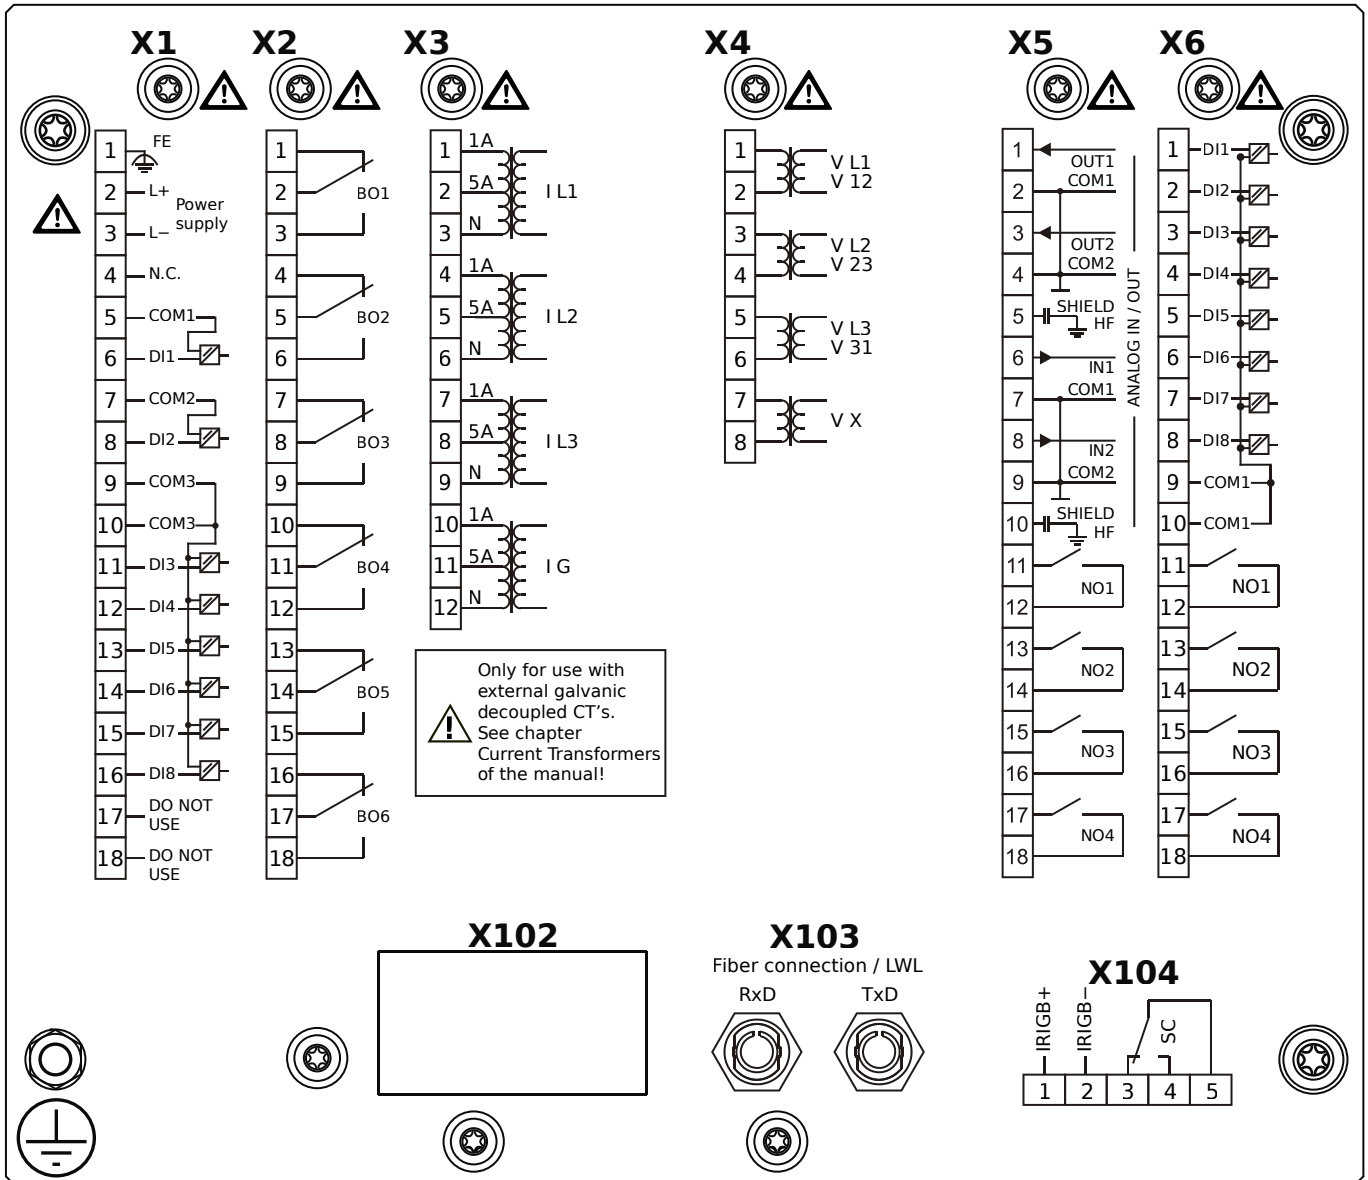 X1
1
FE
2
L+
Power
supply
3
L−
4
N.C.
5
COM1
6
DI1
7
COM2
8
DI2
9
COM3
10
COM3
11
DI3
12
DI4
13
DI5
14
DI6
15
DI7
16
DI8
17
DO NOT
USE
18
DO NOT
USE
X2
1
2
BO1
3
4
5
BO2
6
7
8
BO3
9
10
11
BO4
12
13
14
BO5
15
16
17
BO6
18
X3
1
1A
2
5A
I L1
3
N
4
1A
5
5A
I L2
6
N
7
1A
8
5A
I L3
9
N
10
1A
11
5A
I G
12
N
Only for use with
external galvanic
decoupled CT's.
See chapter
Current Transformers
of the manual!
X4
1
V L1
2
V 12
3
V L2
4
V 23
5
V L3
6
V 31
7
V X
8
X5
1
OUT1
2
COM1
3
OUT2
4
COM2
5
SHIELD
HF
6
IN1
7
COM1
8
IN2
9
COM2
10
SHIELD
HF
ANALOG IN / OUT
11
NO1
12
13
NO2
14
15
NO3
16
17
NO4
18
X6
1
DI1
2
DI2
3
DI3
4
DI4
5
DI5
6
DI6
7
DI7
8
DI8
9
COM1
10
COM1
11
NO1
12
13
NO2
14
15
NO3
16
17
NO4
18
X102
X103
Fiber connection / LWL
RxD
TxD
X104
IRIGB+
IRIGB−
SC
1 2 3 4 5